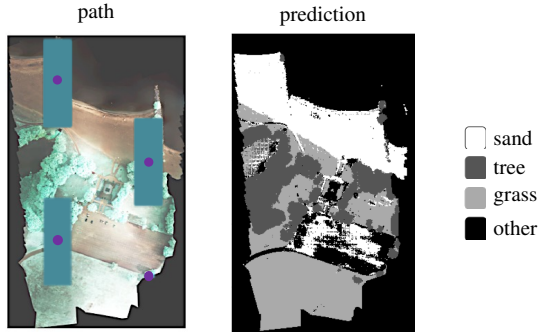 path
prediction
sand
tree
grass
other